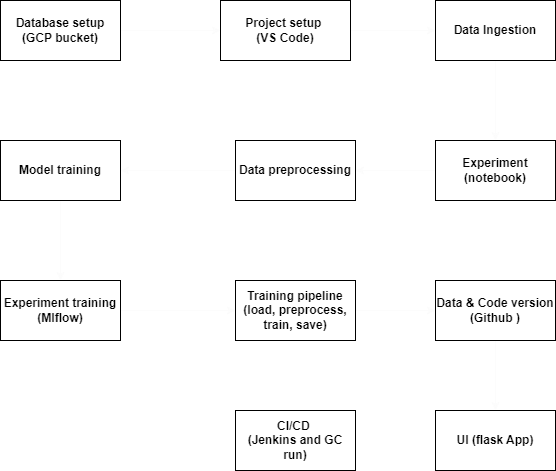 Database setup
(GCP bucket)
Project setup
(VS Code)
Data Ingestion
Model training
Data preprocessing
Experiment
(notebook)
Experiment training
(Mlflow)
Training pipeline
(load, preprocess,
train, save)
Data & Code version
(Github )
CI/CD
(Jenkins and GC
run)
UI (flask App)